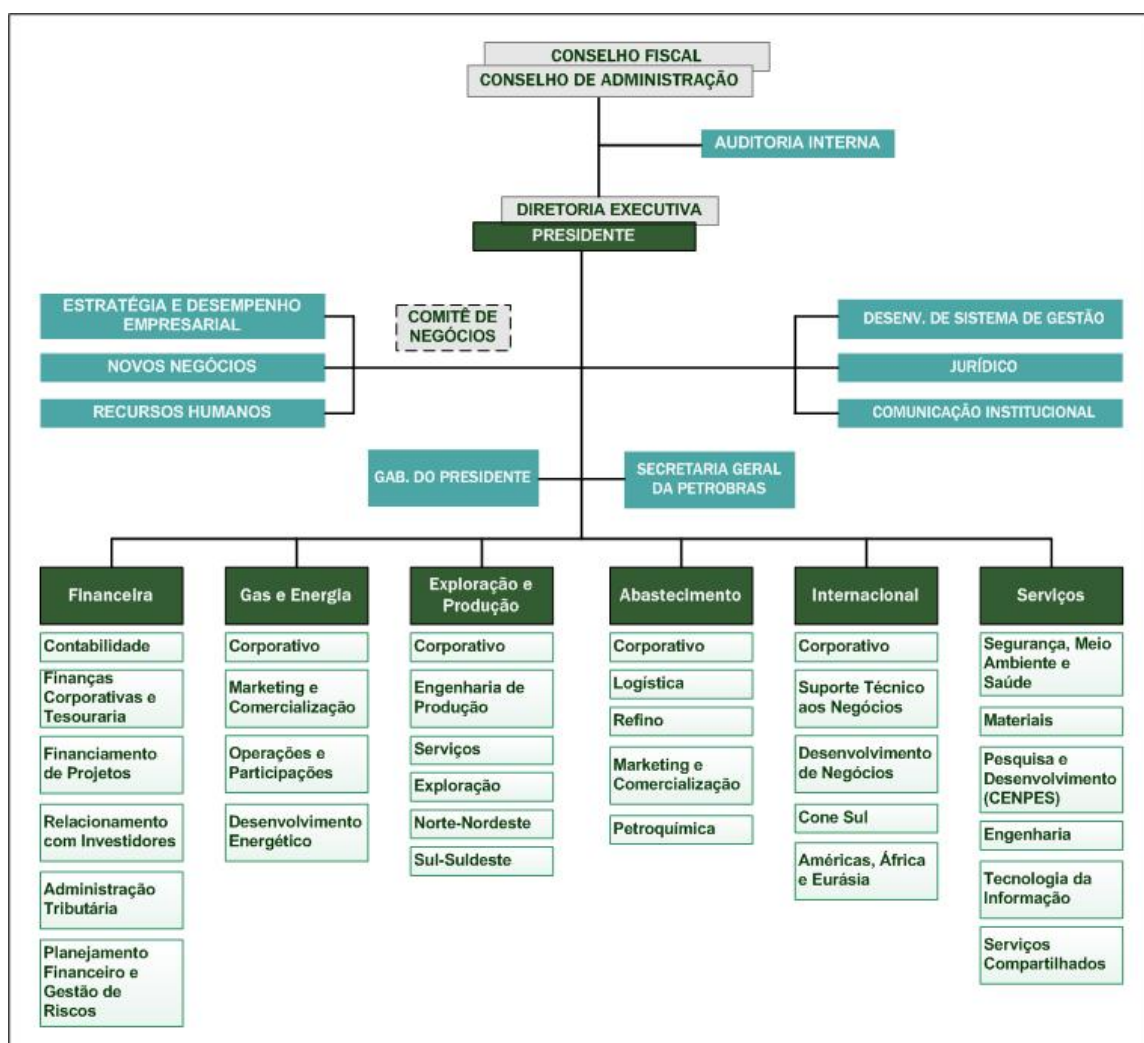 CONSELHO FISCAL
CONSELHO DE ADMINISTRAÇÃO
AUDITORIA INTERNA
DIRETORIA EXECUTIVA
PRESIDENTE
ESTRATÉGIA E DESEMPENHO
EMPRESARIAL
NOVOS NEGÓCIOS
RECURSOS HUMANOS
COMITÊ DE
NEGÓCIOS
DESENV. DE SISTEMA DE GESTÃO
JURÍDICO
COMUNICAÇÃO INSTITUCIONAL
GAB. DO PRESIDENTE
SECRETARIA GERAL
DA PETROBRAS
Financeira
Contabilidade
Finanças
Corporativas e
Tesouraria
Financiamento
de Projetos
Relacionamento
com Investidores
Administração
Tributária
Planejamento
Financeiro e
Gestão de
Riscos
Gas e Energia
Corporativo
Marketing e
Comercialização
Operações e
Participações
Desenvolvimento
Energético
Exploração e
Produção
Corporativo
Engenharia de
Produção
Serviços
Exploração
Norte-Nordeste
Sul-Suldeste
Abastecimento
Corporativo
Logística
Refino
Marketing e
Comercialização
Petroquímica
Internacional
Corporativo
Suporte Técnico
aos Negócios
Desenvolvimento
de Negócios
Cone Sul
Américas, África
e Eurásia
Serviços
Segurança, Meio
Ambiente e
Saúde
Materiais
Pesquisa e
Desenvolvimento
(CENPES)
Engenharia
Tecnologia da
Informação
Serviços
Compartilhados